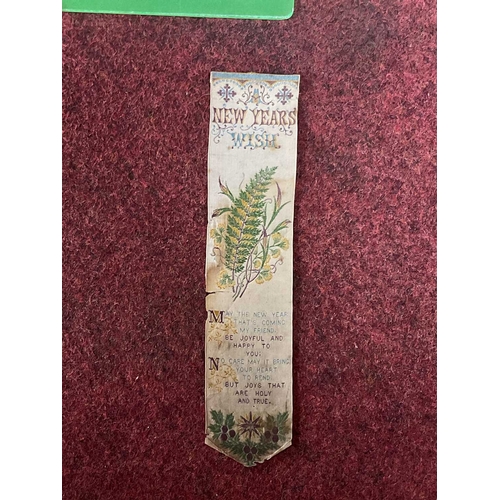 A
NEW YEARS
WISH.
MAY THE NEW YEAR
THAT'S COMING
MY FRIEND
BE JOYFUL AND
HAPPY TO
YOU;
NO CARE MAY IT BRING
YOUR HEART
TO REND
BUT JOYS THAT
ARE HOLY
AND TRUE.